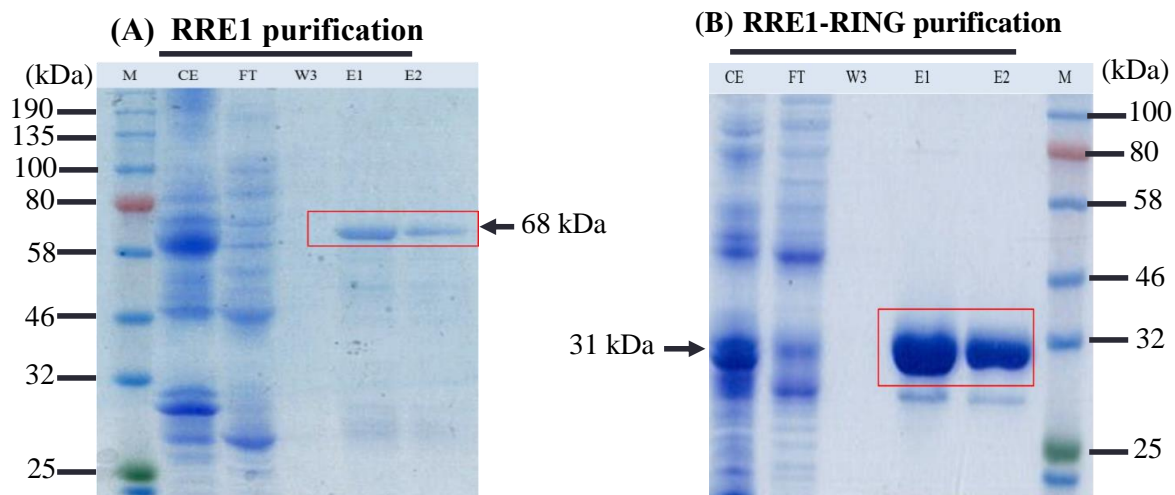 (A) RRE1 purification
(kDa) M CE FT W3 E1 E2
190
135
100
80
68 kDa
58
46
32
25
(B) RRE1-RING purification
CE FT W3 E1 E2 M (kDa)
100
80
58
46
32
31 kDa
25